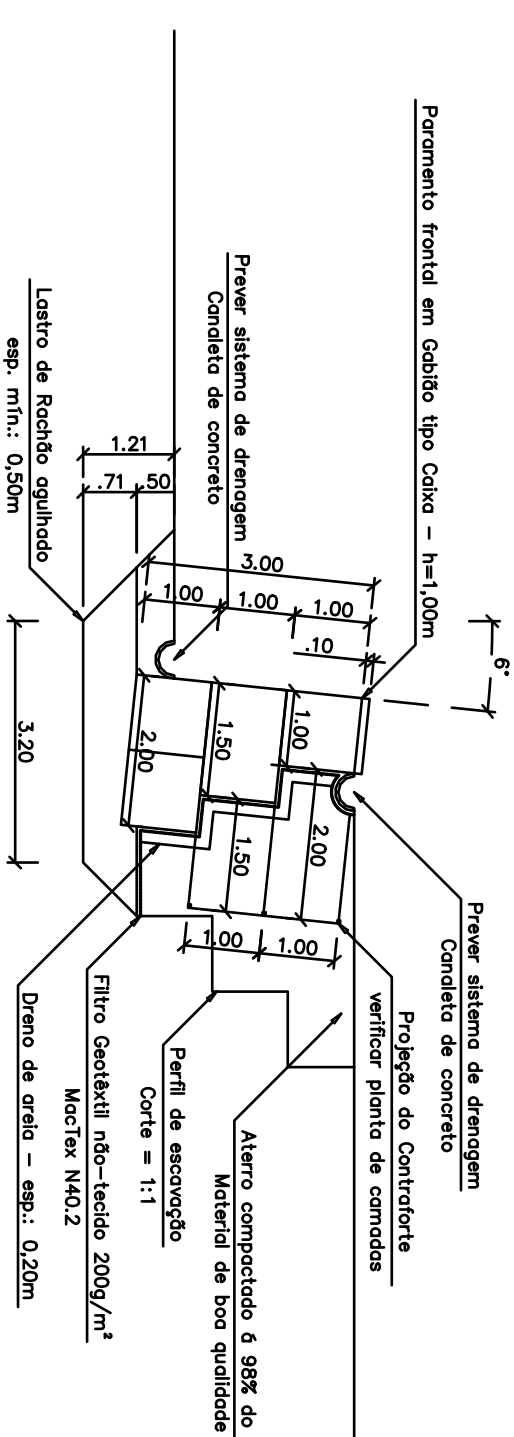 Paramento frontal em Gabião tipo Caixa – h=1,00m
6°
Prever sistema de drenagem
Canaleta de concreto
Prever sistema de drenagem
Canaleta de concreto
Projeção do Contraforte
verificar planta de camadas
Aterro compactado á 98% do
Material de boa qualidade
Perfil de escavação
Corte = 1:1
Filtro Geotêxtil não-tecido 200g/m²
MacTex N40.2
Dreno de areia – esp.: 0,20m
Lastro de Rachão agulhado
esp. mín.: 0,50m
3.00
1.00
1.00
1.00
.10
1.21
.71
.50
1.00
1.50
2.00
2.00
1.50
1.00
1.00
3.20